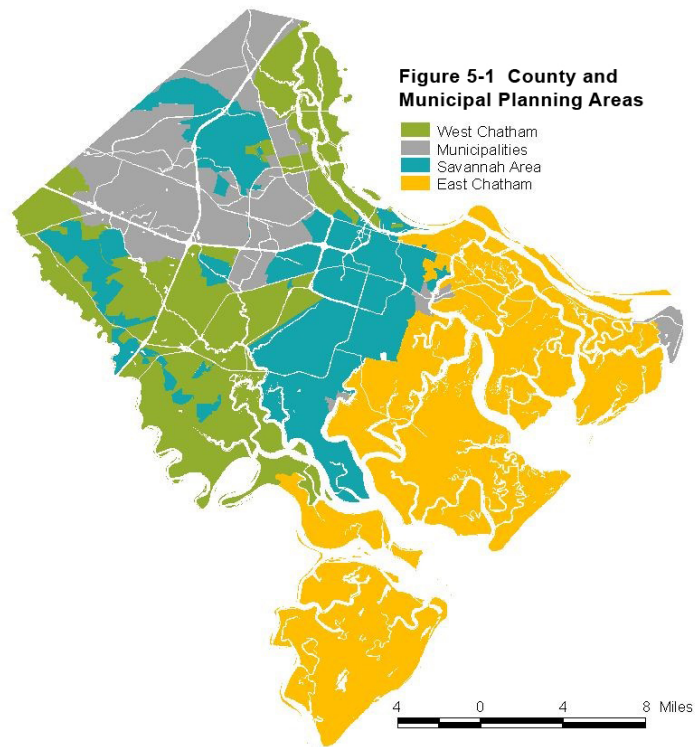 Figure 5-1 County and
Municipal Planning Areas
West Chatham
Municipalities
Savannah Area
East Chatham
4 0 4 8 Miles